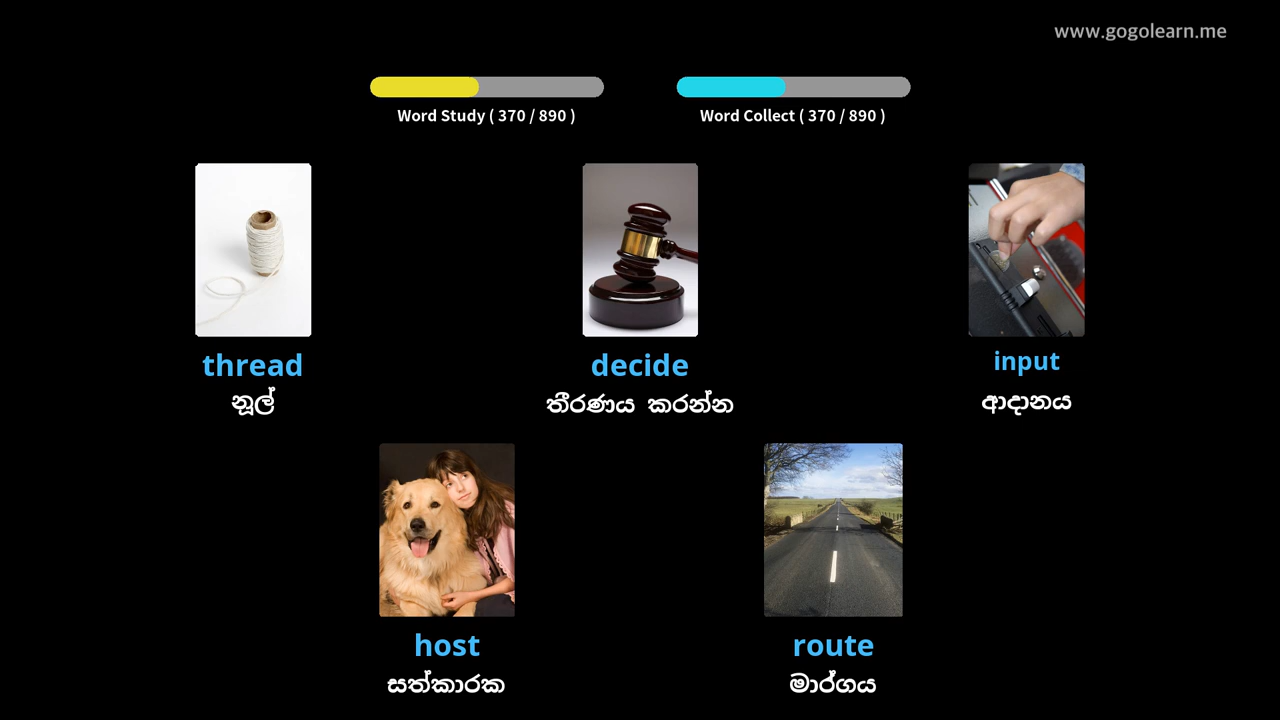 www.gogolearn.me
Word Study ( 370 / 890 )
Word Collect ( 370 / 890 )
thread
නූල්
decide
තීරණය කරන්න
input
ආදානය
host
සත්කාරක
route
මාර්ගය